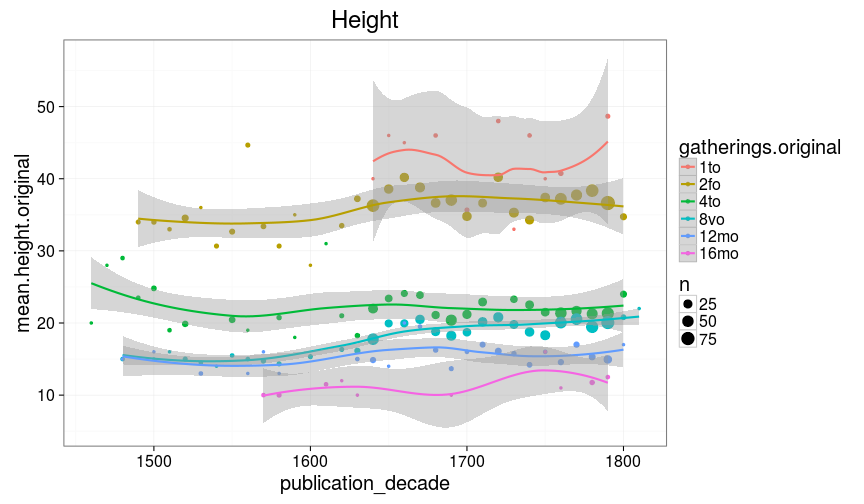 Height
mean.height.original
50
40
30
20
10
1500
1600
1700
1800
publication_decade
gatherings.original
1to
2fo
4to
8vo
12mo
16mo
n
25
50
75